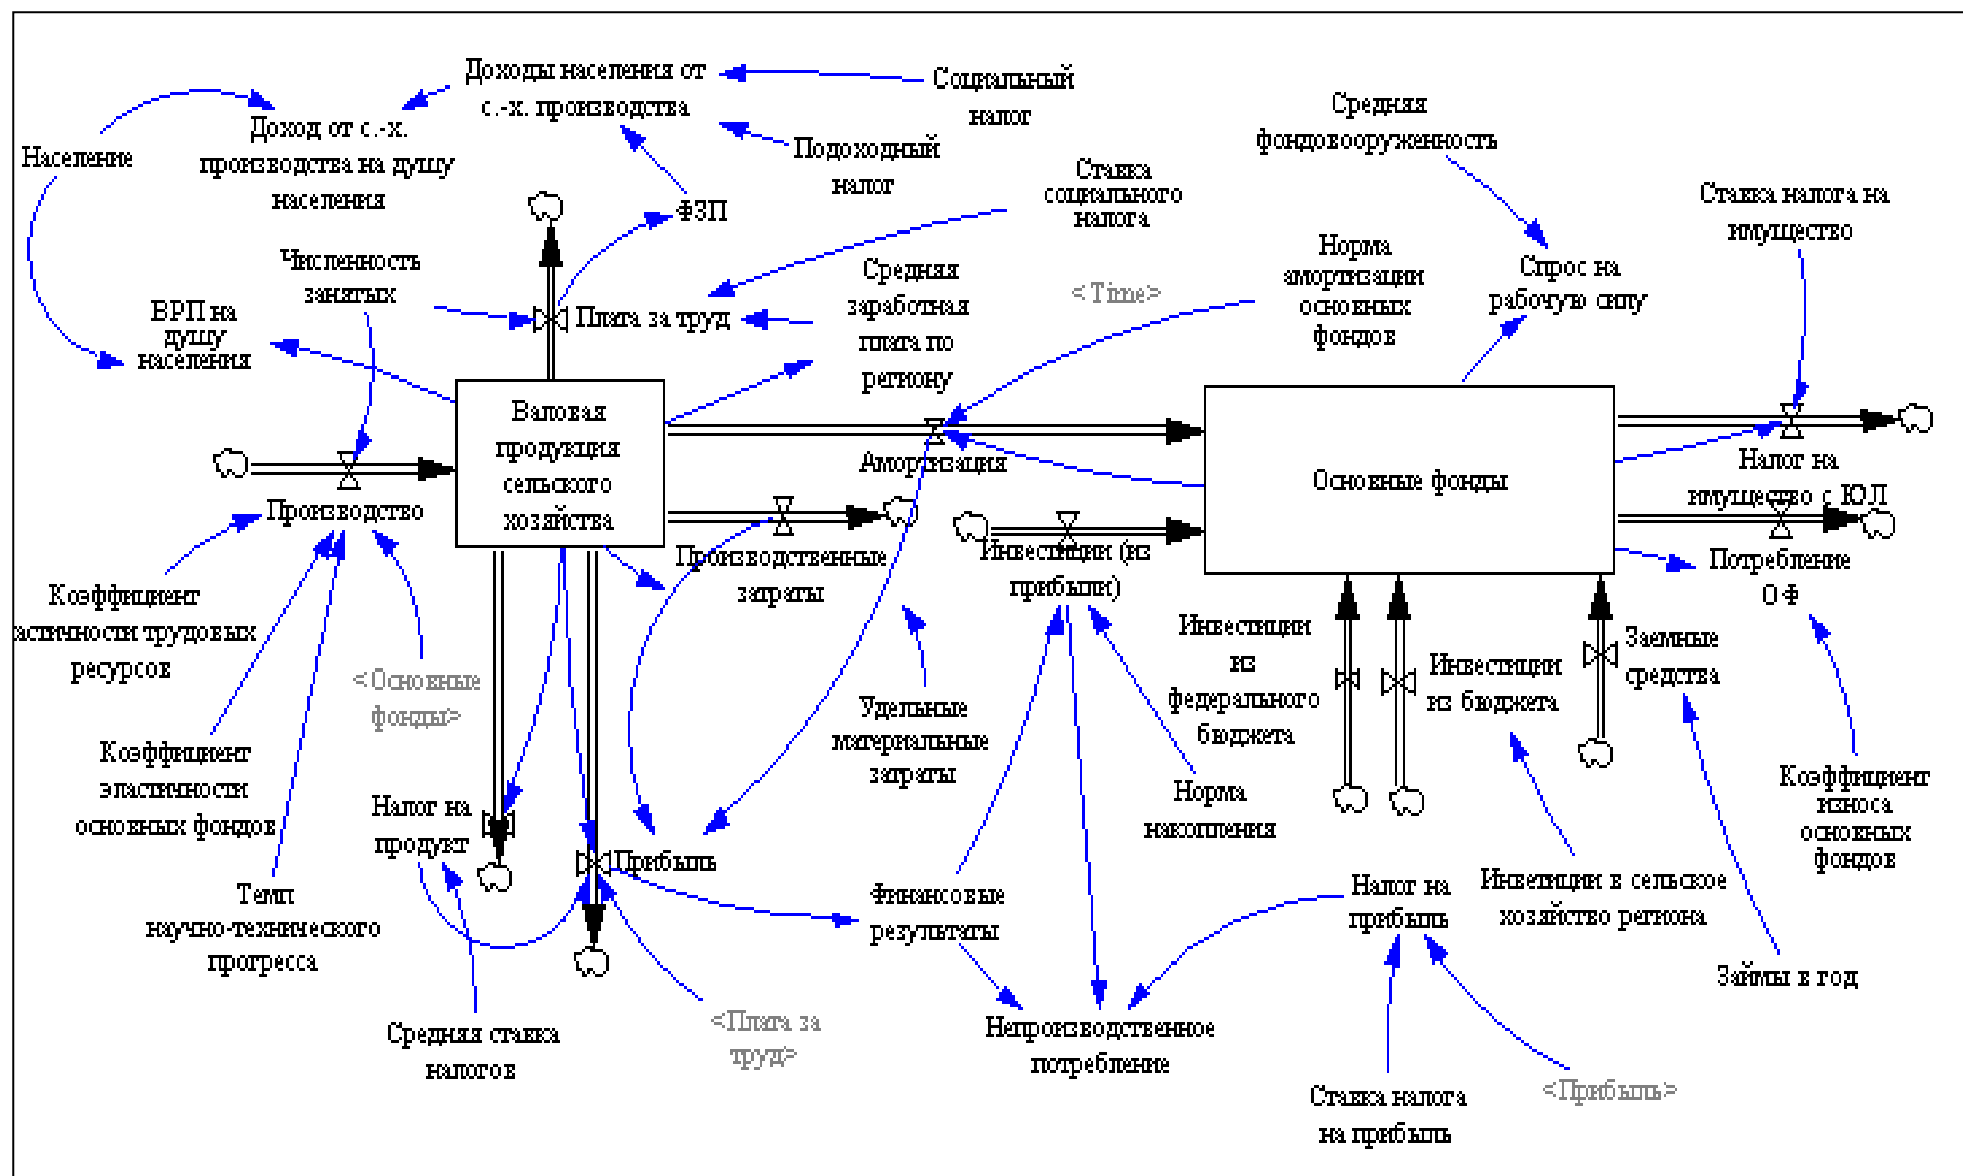 Доходы населения от
с.-х. производства
Социальный
налог
Средняя
фондовооруженность
Население
Доход от с.-х.
производства на душу
населения
Подоходный
налог
Ставка
социального
налога
ФЗП
Ставка налога на
имущество
Численность
занятых
Средняя
заработная
плата по
региону
<Time>
Норма
амортизации
основных
фондов
Спрос на
рабочую силу
ВРП на
душу
населения
Плата за труд
Валовая
продукция
сельского
хозяйства
Амортизация
Основные фонды
Налог на
имущество с ЮЛ
Производство
Производственные
затраты
Инвестиции (из
прибыли)
Потребление
ОФ
Коэффициент
астичности трудовых
ресурсов
<Основные
фонды>
Удельные
материальные
затраты
Инвестиции
из
федерального
бюджета
Инвестиции
из бюджета
Заемные
средства
Коэффициент
эластичности
основных фондов
Налог на
продукт
Прибыль
Норма
накопления
Коэффициент
износа
основных
фондов
Темп
научно-технического
прогресса
Финансовые
результаты
Налог на
прибыль
Инветиции в сельское
хозяйство региона
Займы в год
Средняя ставка
налогов
<Плата за
труд>
Непроизводственное
потребление
Ставка налога
на прибыль
<Прибыль>